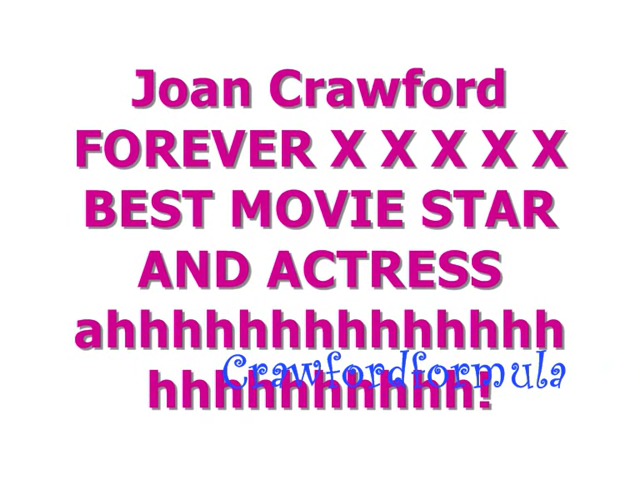 Joan Crawford
FOREVER X X X X X
BEST MOVIE STAR
AND ACTRESS
ahhhhhhhhhhhhhh
hhhhhhhhhh!
Crawfordformula